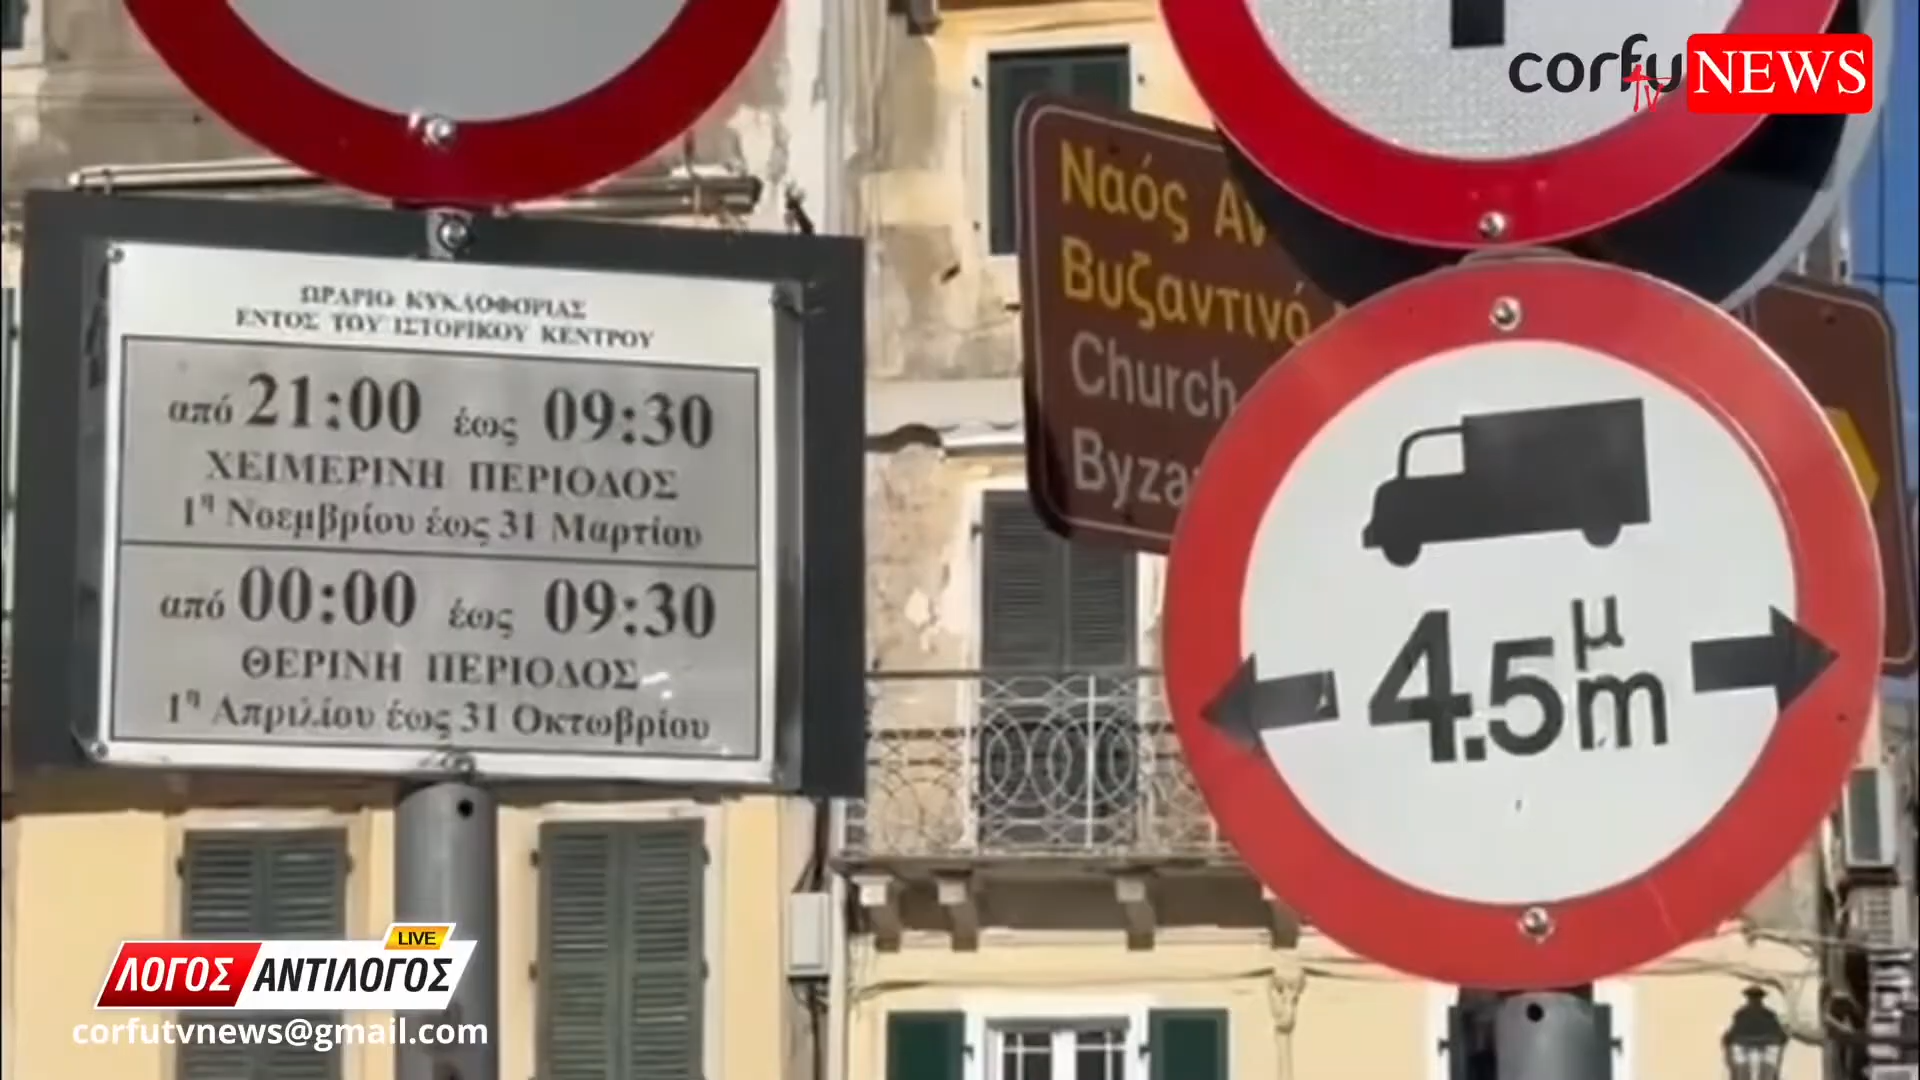 corfu NEWS
tv
ΩΡΑΡΙΟ ΚΥΚΛΟΦΟΡΙΑΣ
ΕΝΤΟΣ ΤΟΥ ΙΣΤΟΡΙΚΟΥ ΚΕΝΤΡΟΥ
από 21:00 έως 09:30
ΧΕΙΜΕΡΙΝΗ ΠΕΡΙΟΔΟΣ
1η Νοεμβρίου έως 31 Μαρτίου
από 00:00 έως 09:30
ΘΕΡΙΝΗ ΠΕΡΙΟΔΟΣ
1η Απριλίου έως 31 Οκτωβρίου
Ναός
Βυζαντινό
Church
4.5 μ m
LIVE
ΛΟΓΟΣ ΑΝΤΙΛΟΓΟΣ
corfutvnews@gmail.com